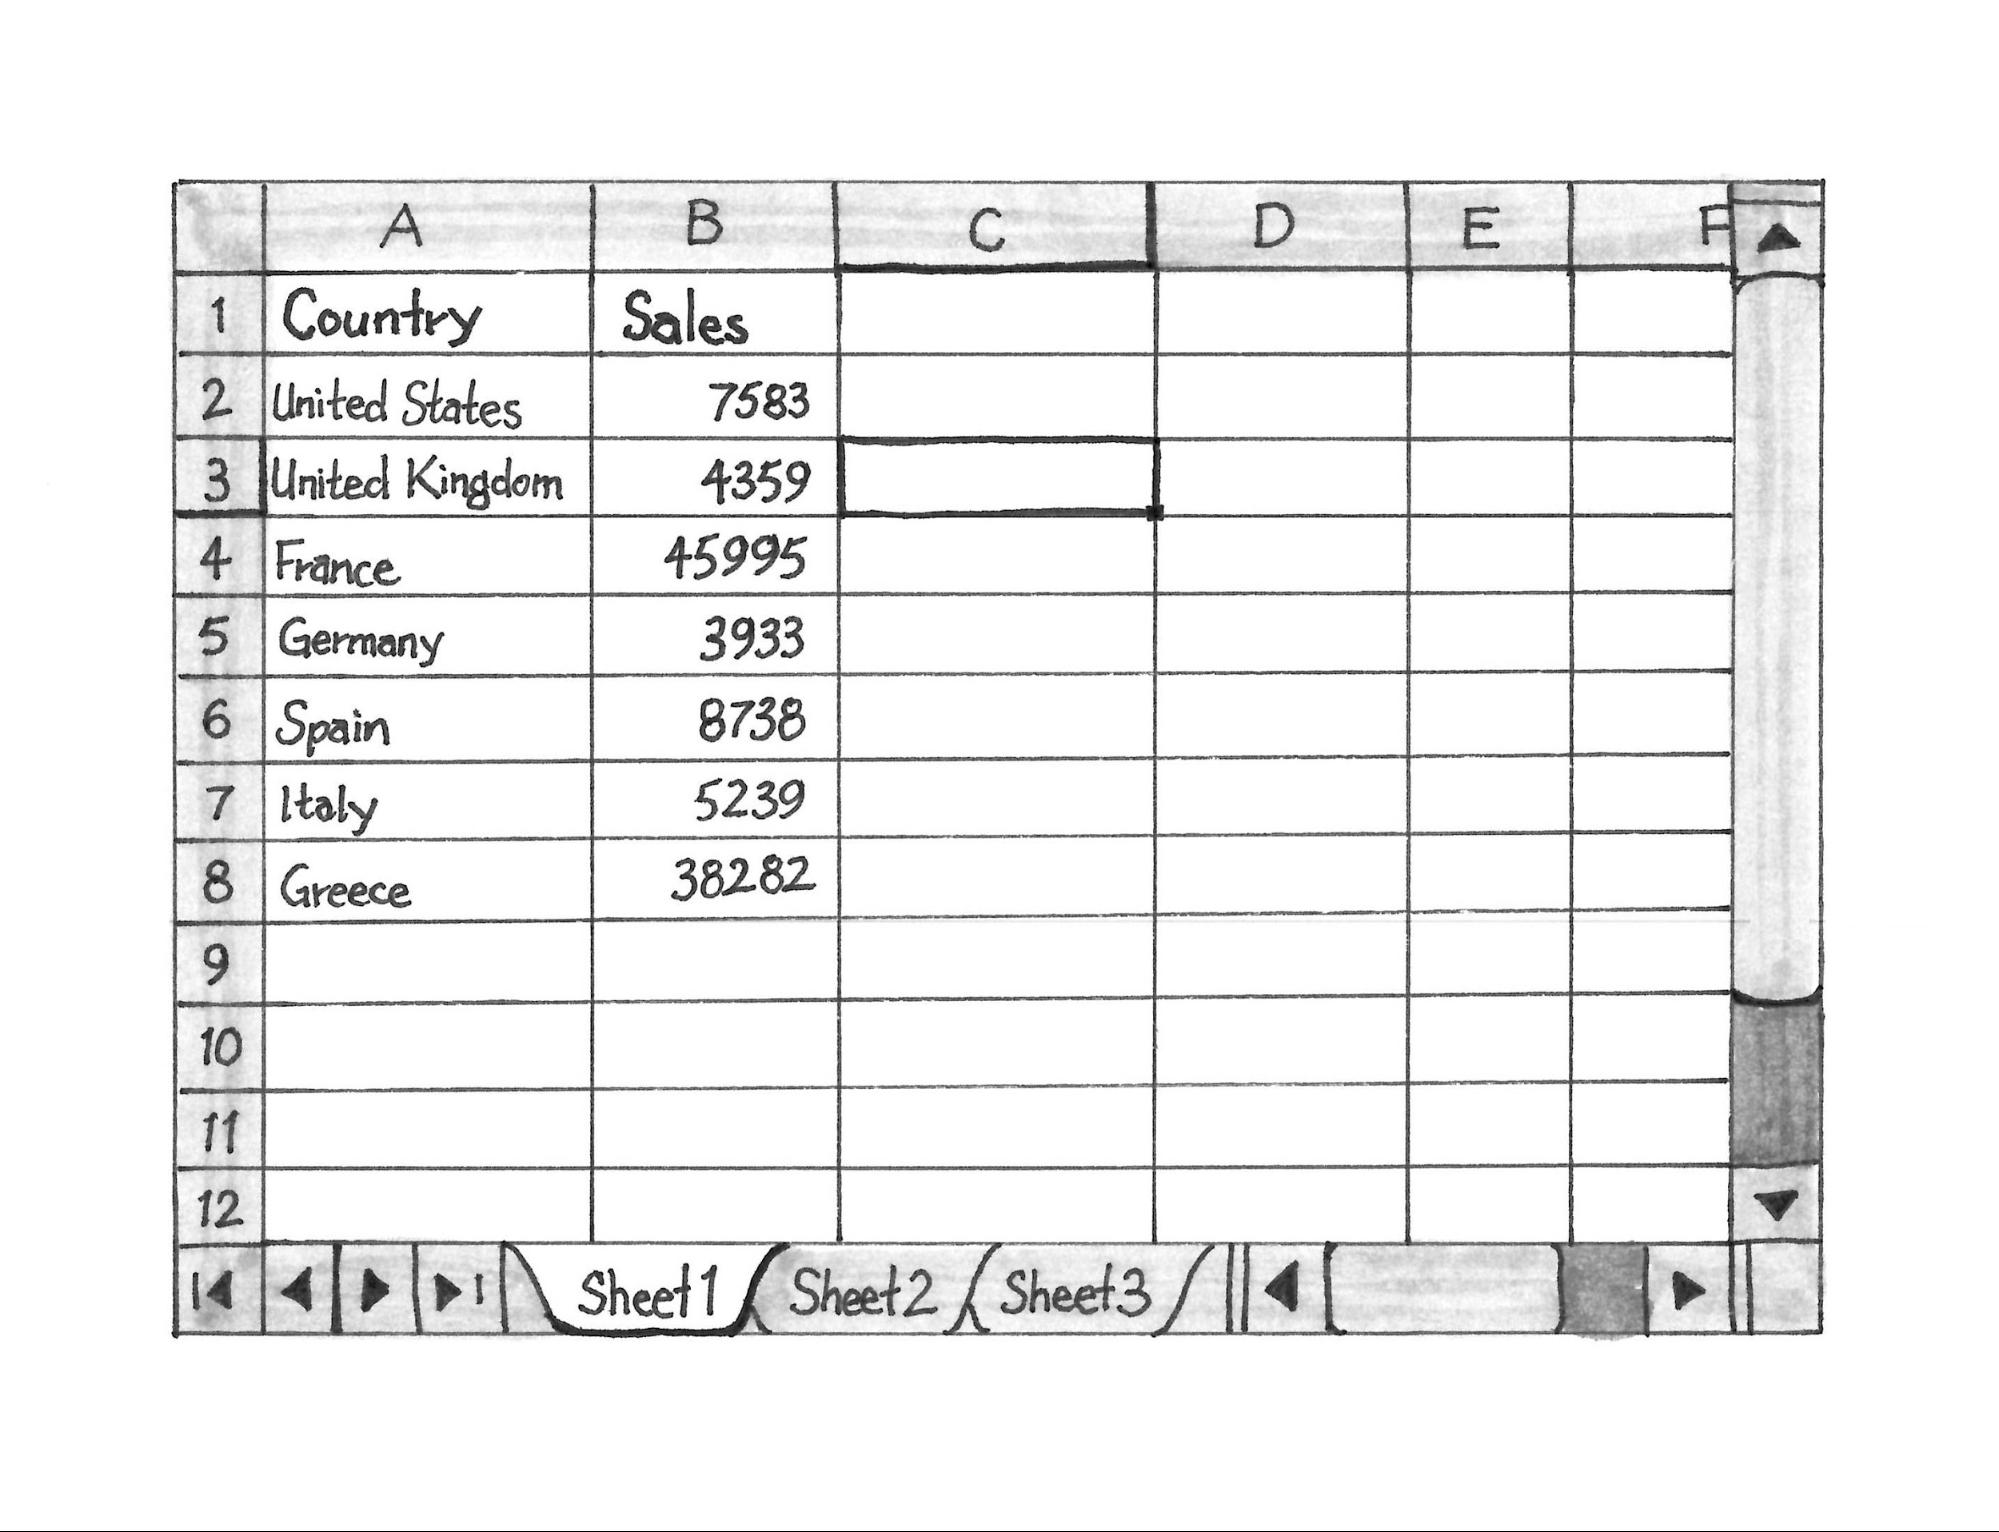 A B C D E F
1 Country Sales
2 United States 7583
3 United Kingdom 4359
4 France 45995
5 Germany 3933
6 Spain 8738
7 Italy 5239
8 Greece 38282
9
10
11
12
Sheet1 Sheet2 Sheet3